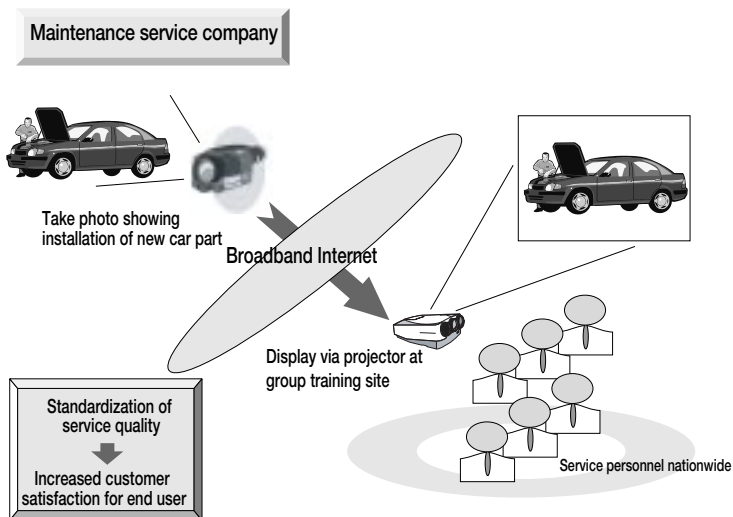 Maintenance service company
Take photo showing
installation of new car part
Broadband Internet
Display via projector at
group training site
Standardization of
service quality
Increased customer
satisfaction for end user
Service personnel nationwide